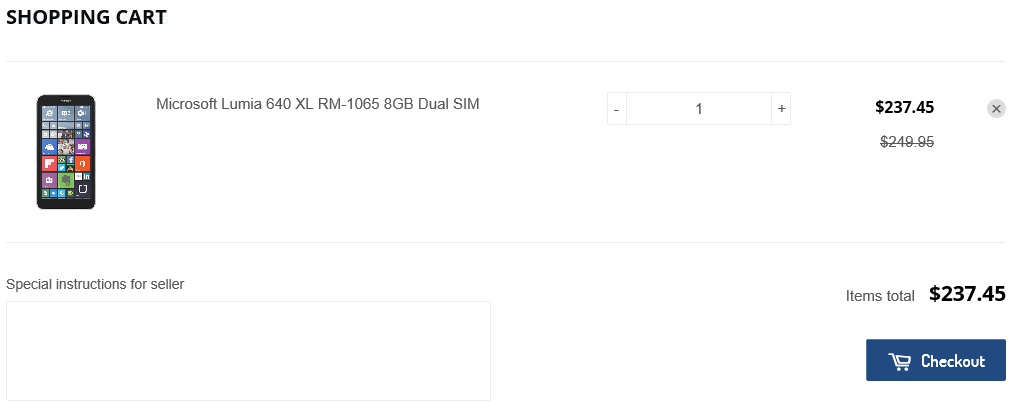 SHOPPING CART
Microsoft Lumia 640 XL RM-1065 8GB Dual SIM
- 1 +
$237.45
$249.95
Special instructions for seller
Items total $237.45
Checkout